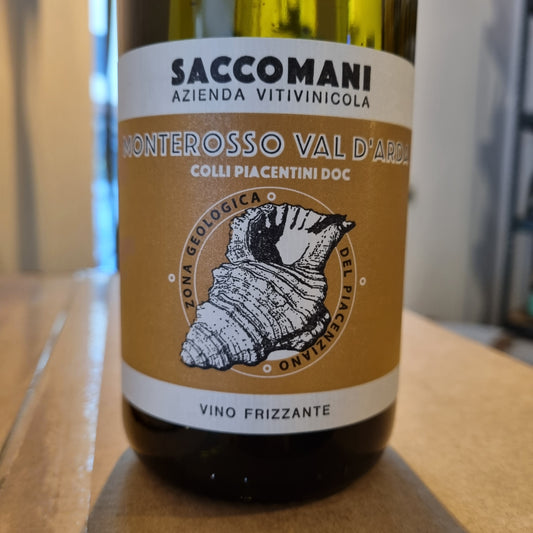 SACCOMANI
AZIENDA VITIVINICOLA
MONTEROSSO VAL D'ARDA
COLLI PIACENTINI DOC
ZONA GEOLOGICA
DEL PIACENZIANO
VINO FRIZZANTE